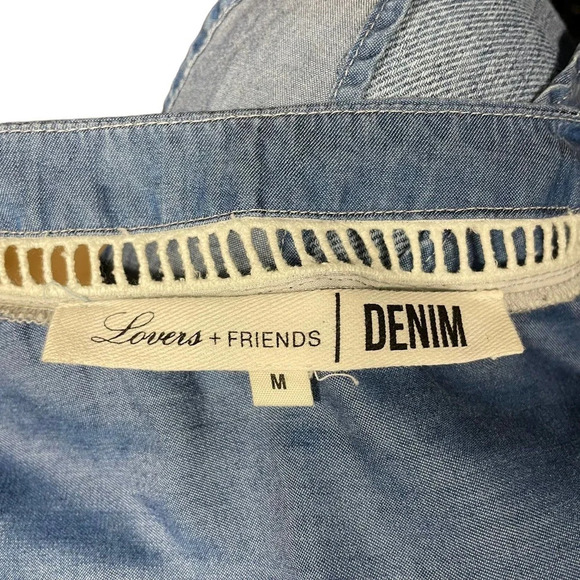 Lovers + FRIENDS | DENIM
M